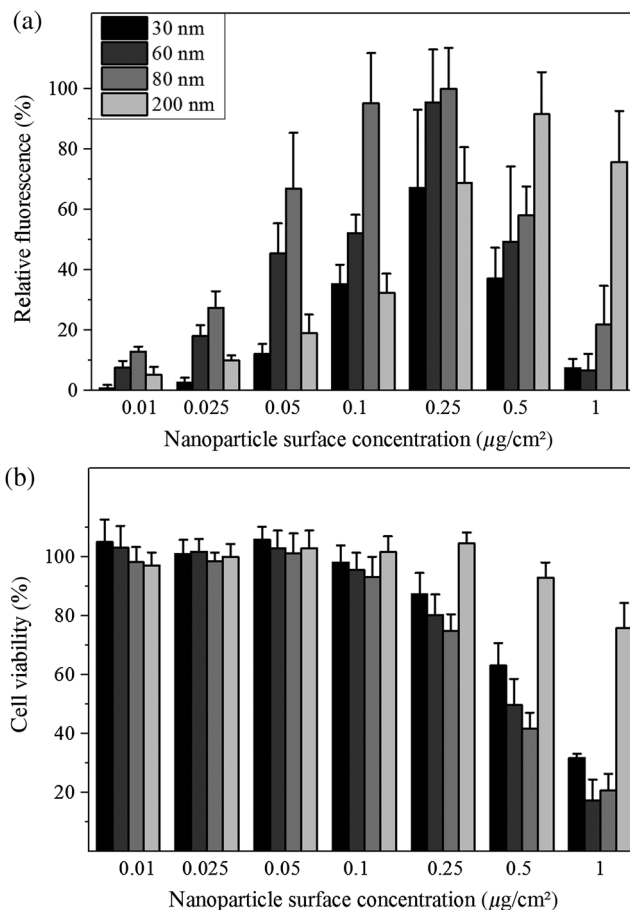 (a)
30 nm
60 nm
80 nm
200 nm
Relative fluorescence (%)
100
80
60
40
20
0
0.01 0.025 0.05 0.1 0.25 0.5 1
Nanoparticle surface concentration (µg/cm²)
(b)
Cell viability (%)
100
80
60
40
20
0.01 0.025 0.05 0.1 0.25 0.5 1
Nanoparticle surface concentration (µg/cm²)